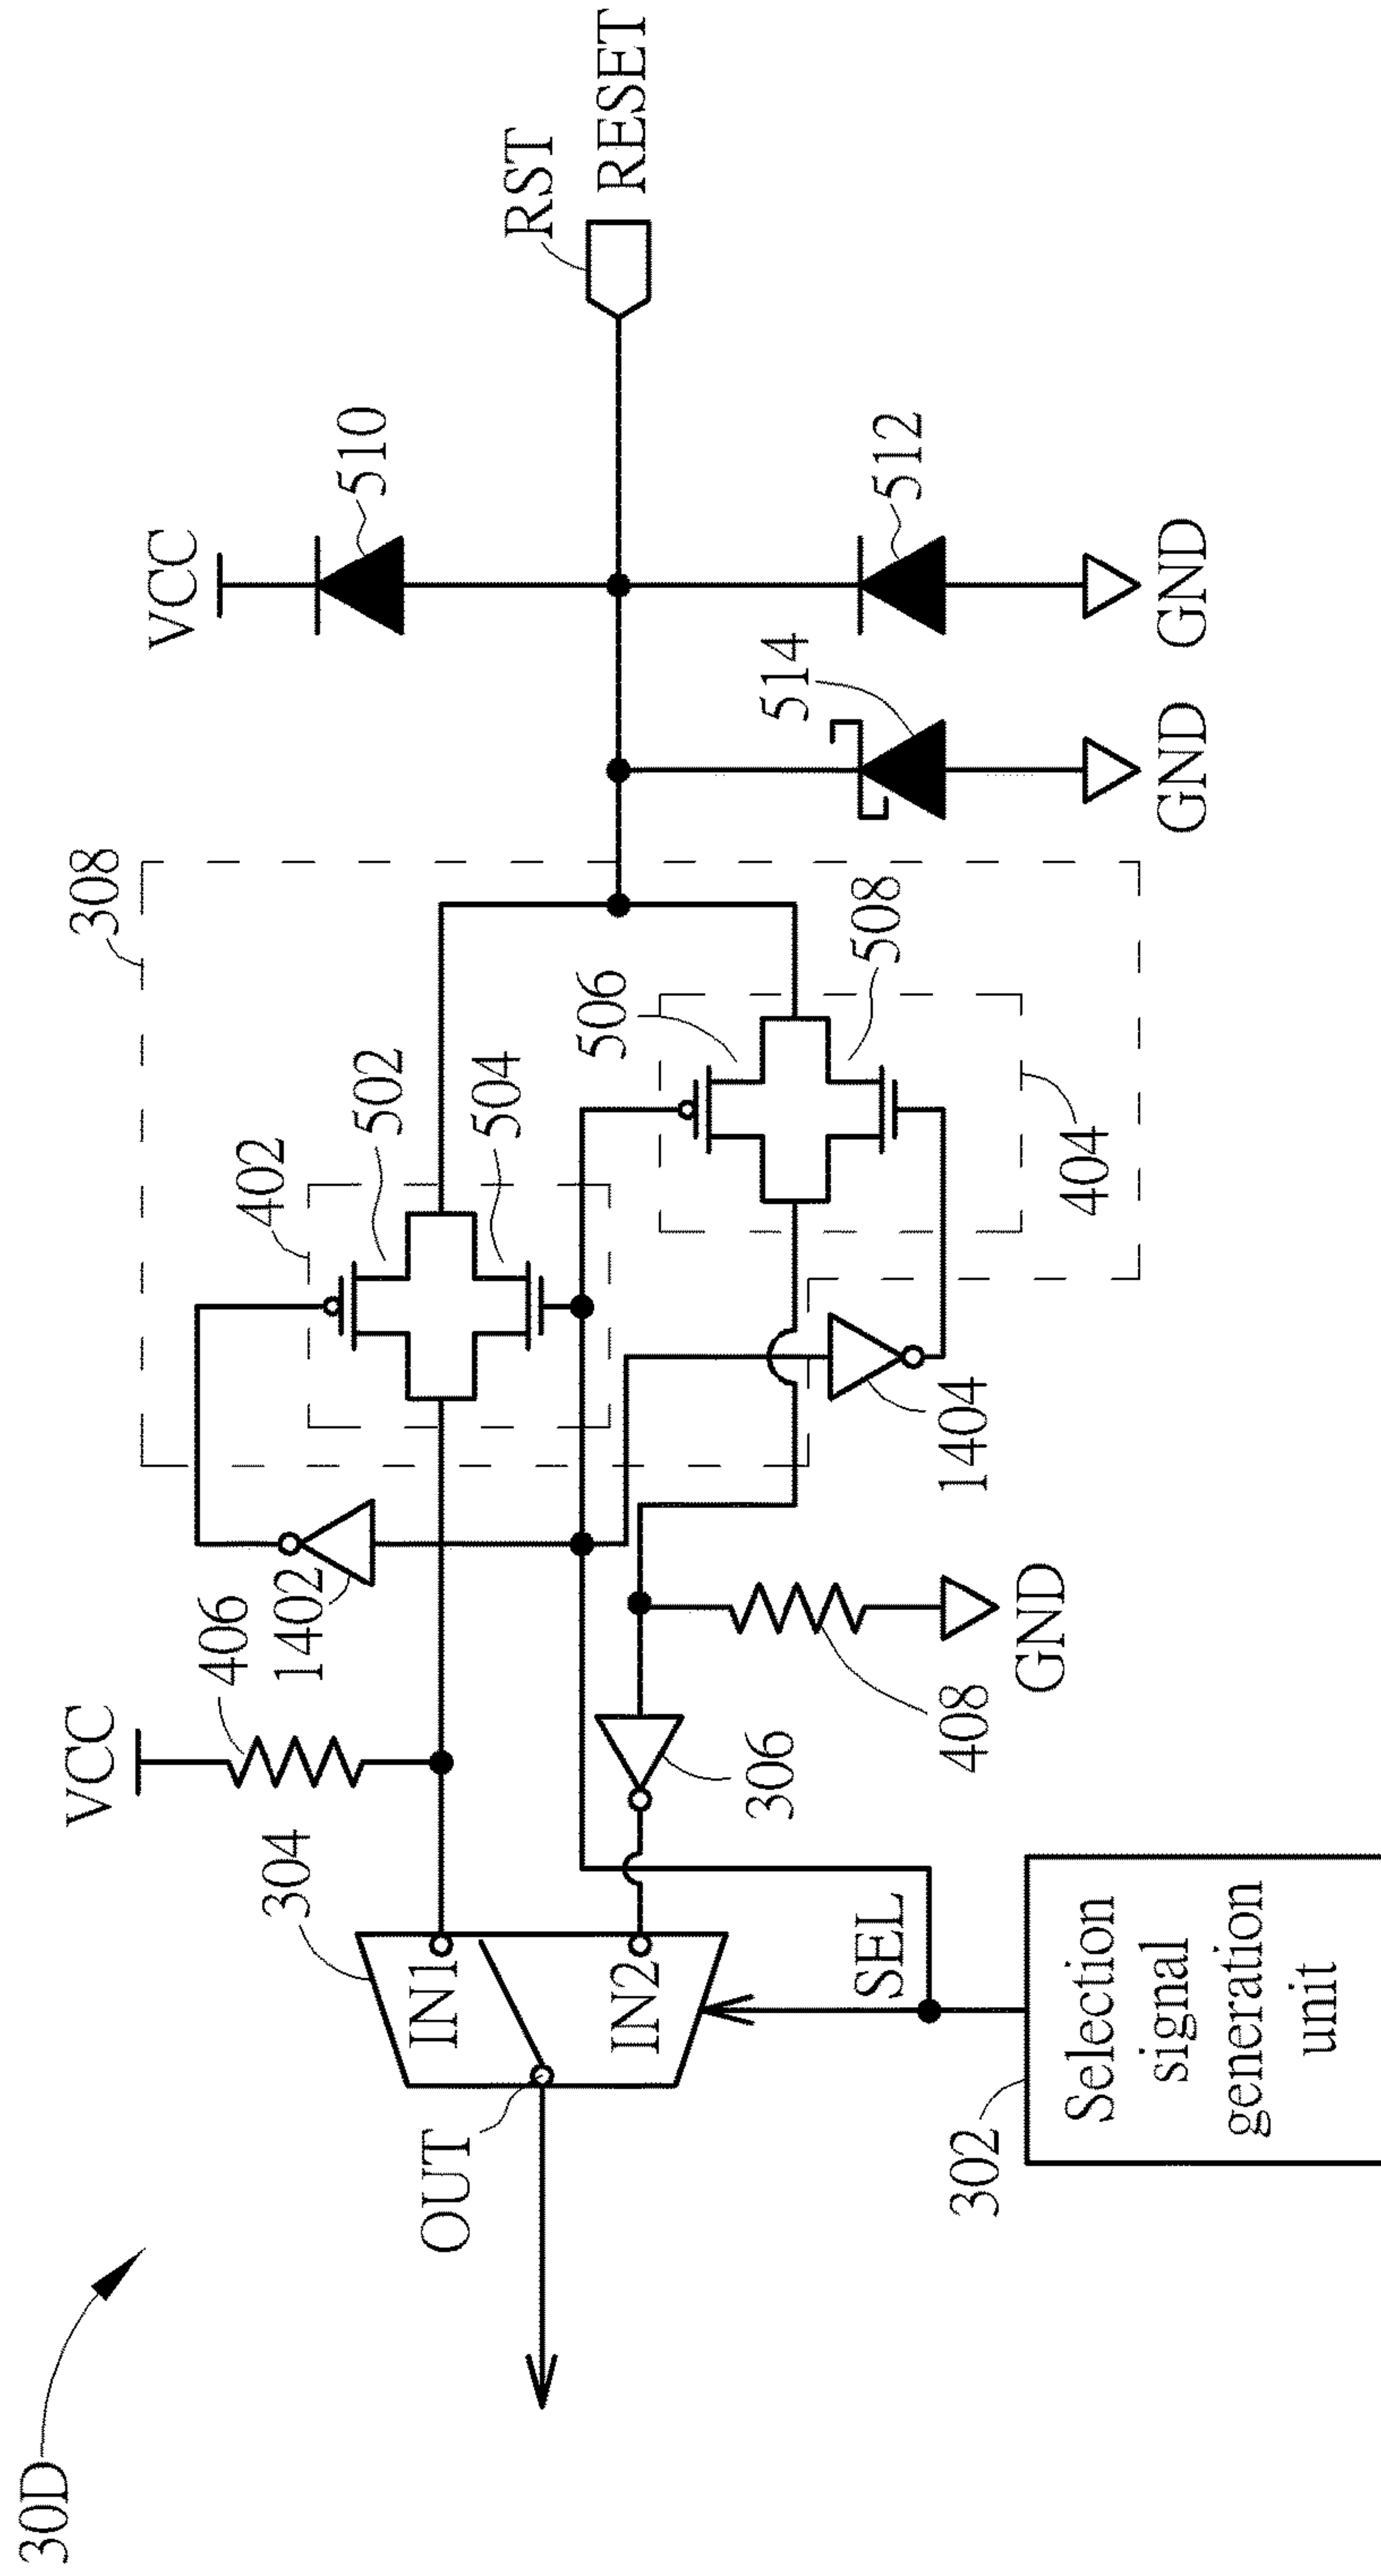 30D
OUT
304
IN1
IN2
VCC
406
1402
308
402
502
504
506
508
404
1404
306
408
GND
SEL
302
Selection
signal
generation
unit
VCC
510
514
512
GND
GND
RST
RESET